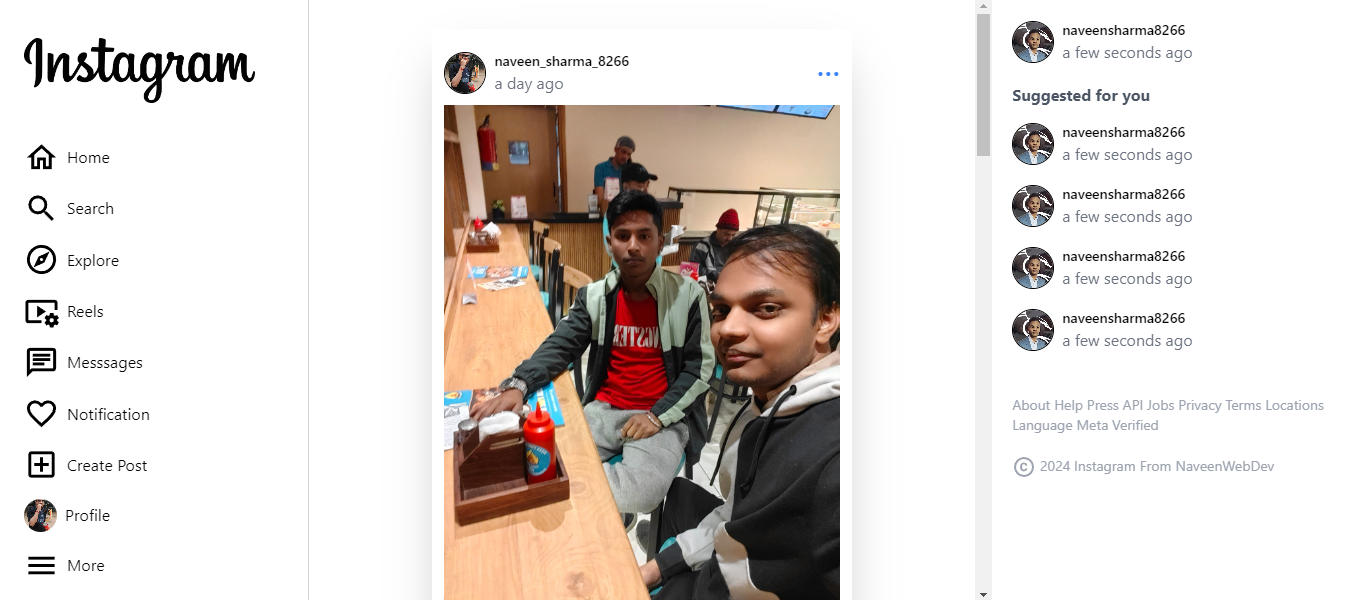 Instagram
Home
Search
Explore
Reels
Messsages
Notification
Create Post
Profile
More
naveen_sharma_8266
a day ago
naveensharma8266
a few seconds ago
Suggested for you
naveensharma8266
a few seconds ago
naveensharma8266
a few seconds ago
naveensharma8266
a few seconds ago
naveensharma8266
a few seconds ago
About Help Press API Jobs Privacy Terms Locations
Language Meta Verified
© 2024 Instagram From NaveenWebDev